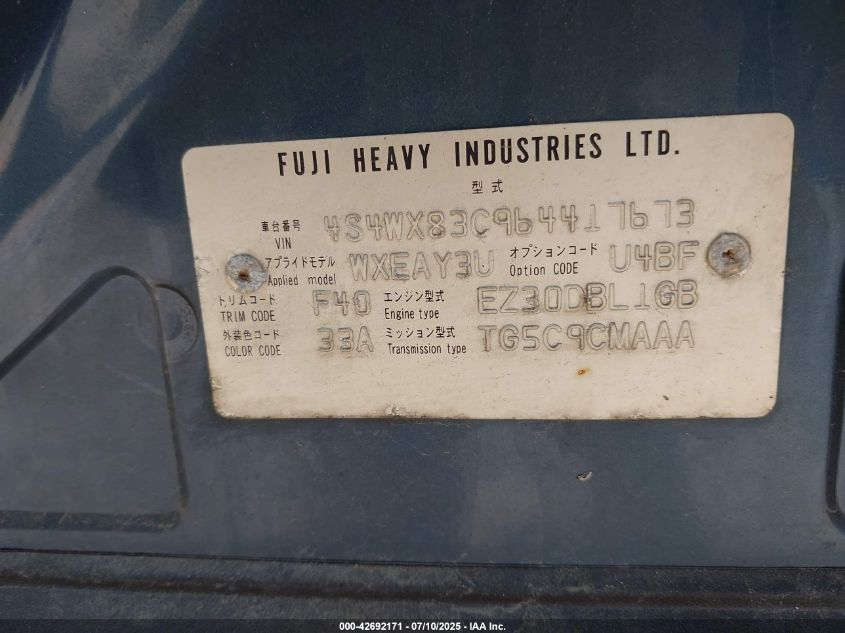 FUJI HEAVY INDUSTRIES LTD.
型式
車台番号 VIN 4S4WX83C964417673
アプライドモデル Applied model WXEAY3U オプションコード Option CODE U4BF
トリムコード TRIM CODE F40 エンジン型式 Engine type EZ30DBL1GB
外装色コード COLOR CODE 33A ミッション型式 Transmission type TG5C9CMAAA
000-42692171 - 07/10/2025 - IAA Inc.